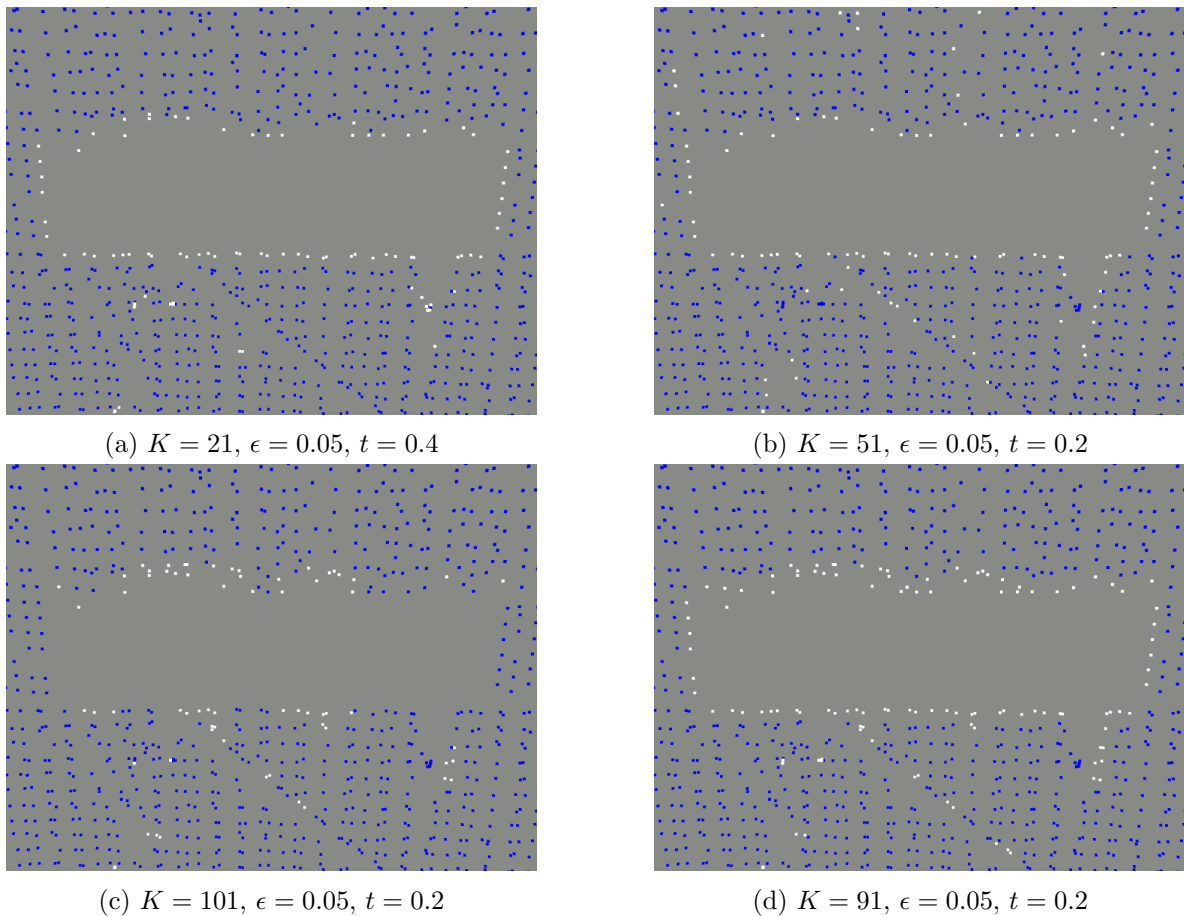 (a) K = 21, ϵ = 0.05, t = 0.4
(b) K = 51, ϵ = 0.05, t = 0.2
(c) K = 101, ϵ = 0.05, t = 0.2
(d) K = 91, ϵ = 0.05, t = 0.2